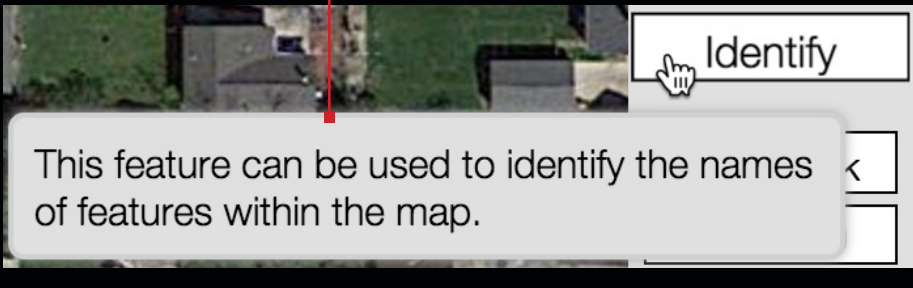 Identify
This feature can be used to identify the names
of features within the map.
k